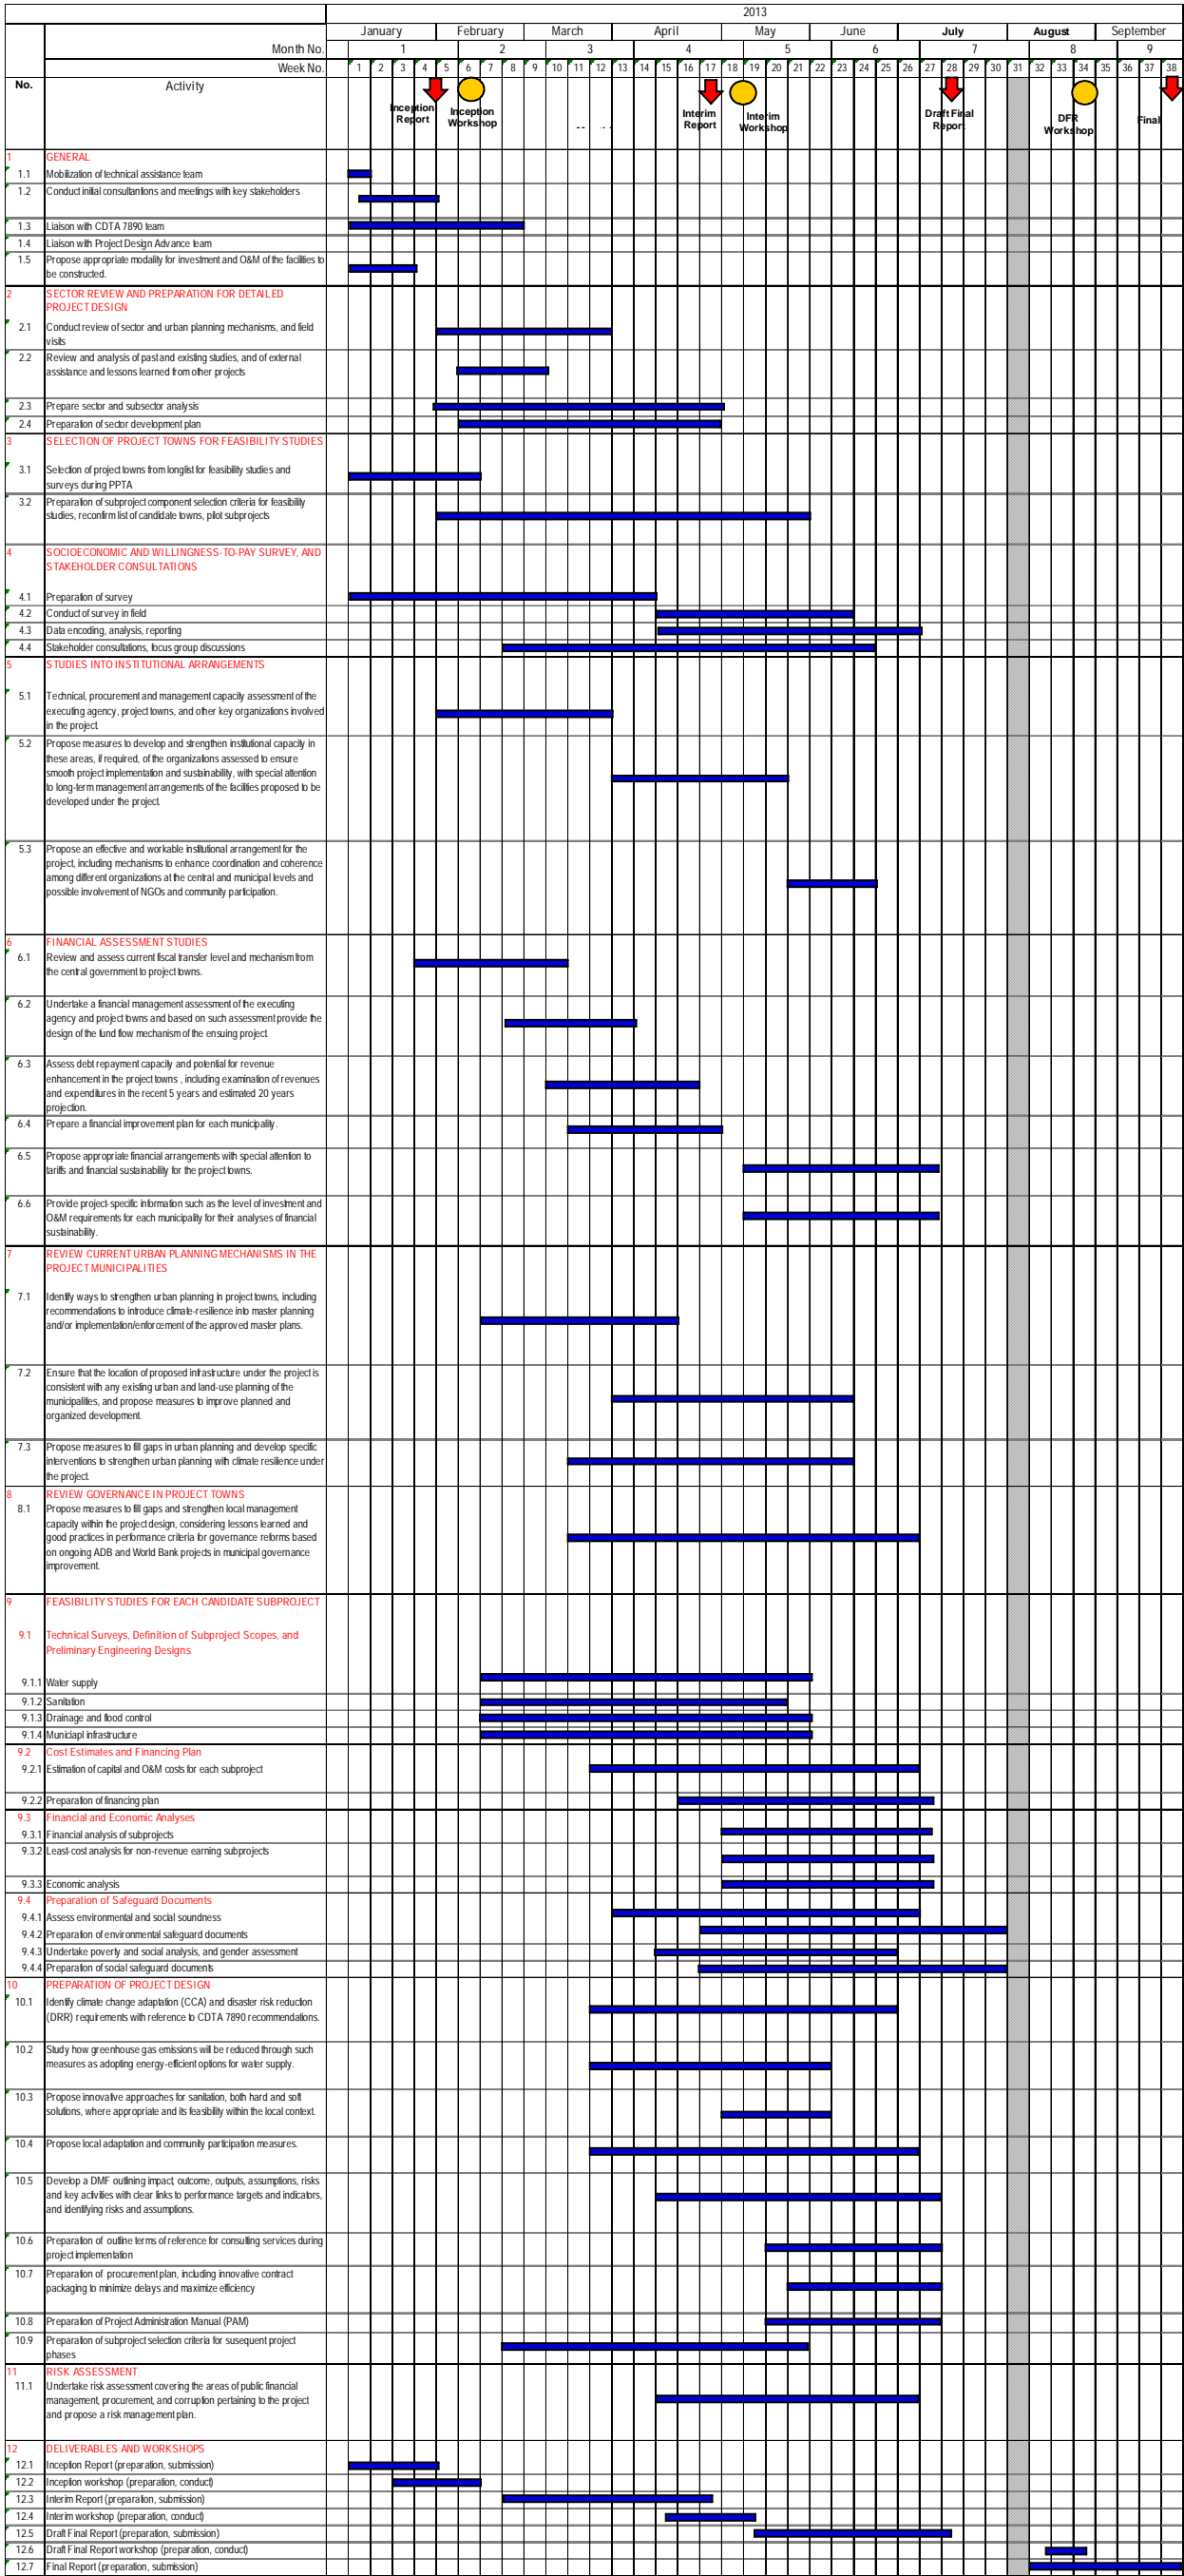 2013
January February March April May June July August September
Month No. 1 2 3 4 5 6 7 8 9
Week No. 1 2 3 4 5 6 7 8 9 10 11 12 13 14 15 16 17 18 19 20 21 22 23 24 25 26 27 28 29 30 31 32 33 34 35 36 37 38
No. Activity
Inception Report
Inception Workshop
Interim Report
Interim Workshop
Draft Final Report
DFR Workshop
Final
1 GENERAL
1.1 Mobilization of technical assistance team
1.2 Conduct initial consultantions and meetings with key stakeholders
1.3 Liaison with CDTA 7890 team
1.4 Liaison with Project Design Advance team
1.5 Propose appropriate modality for investment and O&M of the facilities to
be constructed.
2 SECTOR REVIEW AND PREPARATION FOR DETAILED
PROJECT DESIGN
2.1 Conduct review of sector and urban planning mechanisms, and field
visits
2.2 Review and analysis of past and existing studies, and of external
assistance and lessons learned from other projects
2.3 Prepare sector and subsector analysis
2.4 Preparation of sector development plan
3 SELECTION OF PROJECT TOWNS FOR FEASIBILITY STUDIES
3.1 Selection of project towns from longlist for feasibility studies and
surveys during PPTA
3.2 Preparation of subproject component selection criteria for feasibility
studies, reconfirm list of candidate towns, pilot subprojects
4 SOCIOECONOMIC AND WILLINGNESS-TO-PAY SURVEY, AND
STAKEHOLDER CONSULTATIONS
4.1 Preparation of survey
4.2 Conduct of survey in field
4.3 Data encoding, analysis, reporting
4.4 Stakeholder consultations, focus group discussions
5 STUDIES INTO INSTITUTIONAL ARRANGEMENTS
5.1 Technical, procurement and management capacity assessment of the
executing agency, project towns, and other key organizations involved
in the project.
5.2 Propose measures to develop and strengthen institutional capacity in
these areas, if required, of the organizations assessed to ensure
smooth project implementation and sustainability, with special attention
to long-term management arrangements of the facilities proposed to be
developed under the project.
5.3 Propose an effective and workable institutional arrangement for the
project, including mechanisms to enhance coordination and coherence
among different organizations at the central and municipal levels and
possible involvement of NGOs and community participation.
6 FINANCIAL ASSESSMENT STUDIES
6.1 Review and assess current fiscal transfer level and mechanism from
the central government to project towns.
6.2 Undertake a financial management assessment of the executing
agency and project towns and based on such assessment provide the
design of the fund flow mechanism of the ensuing project.
6.3 Assess debt repayment capacity and potential for revenue
enhancement in the project towns , including examination of revenues
and expenditures in the recent 5 years and estimated 20 years
projection.
6.4 Prepare a financial improvement plan for each municipality.
6.5 Propose appropriate financial arrangements with special attention to
tariffs and financial sustainability for the project towns.
6.6 Provide project-specific information such as the level of investment and
O&M requirements for each municipality for their analyses of financial
sustainability.
7 REVIEW CURRENT URBAN PLANNING MECHANISMS IN THE
PROJECT MUNICIPALITIES
7.1 Identify ways to strengthen urban planning in project towns, including
recommendations to introduce climate-resilience into master planning
and/or implementation/enforcement of the approved master plans.
7.2 Ensure that the location of proposed infrastructure under the project is
consistent with any existing urban and land-use planning of the
municipalities, and propose measures to improve planned and
organized development.
7.3 Propose measures to fill gaps in urban planning and develop specific
interventions to strengthen urban planning with climate resilience under
the project.
8 REVIEW GOVERNANCE IN PROJECT TOWNS
8.1 Propose measures to fill gaps and strengthen local management
capacity within the project design, considering lessons learned and
good practices in performance criteria for governance reforms based
on ongoing ADB and World Bank projects in municipal governance
improvement.
9 FEASIBILITY STUDIES FOR EACH CANDIDATE SUBPROJECT
9.1 Technical Surveys, Definition of Subproject Scopes, and
Preliminary Engineering Designs
9.1.1 Water supply
9.1.2 Sanitation
9.1.3 Drainage and flood control
9.1.4 Municiapl infrastructure
9.2 Cost Estimates and Financing Plan
9.2.1 Estimation of capital and O&M costs for each subproject
9.2.2 Preparation of financing plan
9.3 Financial and Economic Analyses
9.3.1 Financial analysis of subprojects
9.3.2 Least-cost analysis for non-revenue earning subprojects
9.3.3 Economic analysis
9.4 Preparation of Safeguard Documents
9.4.1 Assess environmental and social soundness
9.4.2 Preparation of environmental safeguard documents
9.4.3 Undertake poverty and social analysis, and gender assessment
9.4.4 Preparation of social safeguard documents
10 PREPARATION OF PROJECT DESIGN
10.1 Identify climate change adaptation (CCA) and disaster risk reduction
(DRR) requirements with reference to CDTA 7890 recommendations.
10.2 Study how greenhouse gas emissions will be reduced through such
measures as adopting energy-efficient options for water supply.
10.3 Propose innovative approaches for sanitation, both hard and soft
solutions, where appropriate and its feasibility within the local context.
10.4 Propose local adaptation and community participation measures.
10.5 Develop a DMF outlining impact, outcome, outputs, assumptions, risks
and key activities with clear links to performance targets and indicators,
and identifying risks and assumptions.
10.6 Preparation of outline terms of reference for consulting services during
project implementation
10.7 Preparation of procurement plan, including innovative contract
packaging to minimize delays and maximize efficiency
10.8 Preparation of Project Administration Manual (PAM)
10.9 Preparation of subproject selection criteria for susequent project
phases
11 RISK ASSESSMENT
11.1 Undertake risk assessment covering the areas of public financial
management, procurement, and corruption pertaining to the project
and propose a risk management plan.
12 DELIVERABLES AND WORKSHOPS
12.1 Inception Report (preparation, submission)
12.2 Inception workshop (preparation, conduct)
12.3 Interim Report (preparation, submission)
12.4 Interim workshop (preparation, conduct)
12.5 Draft Final Report (preparation, submission)
12.6 Draft Final Report workshop (preparation, conduct)
12.7 Final Report (preparation, submission)